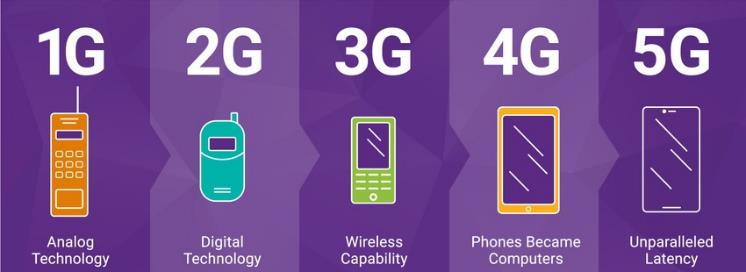 1G
2G
3G
4G
5G
Analog
Technology
Digital
Technology
Wireless
Capability
Phones Became
Computers
Unparalleled
Latency